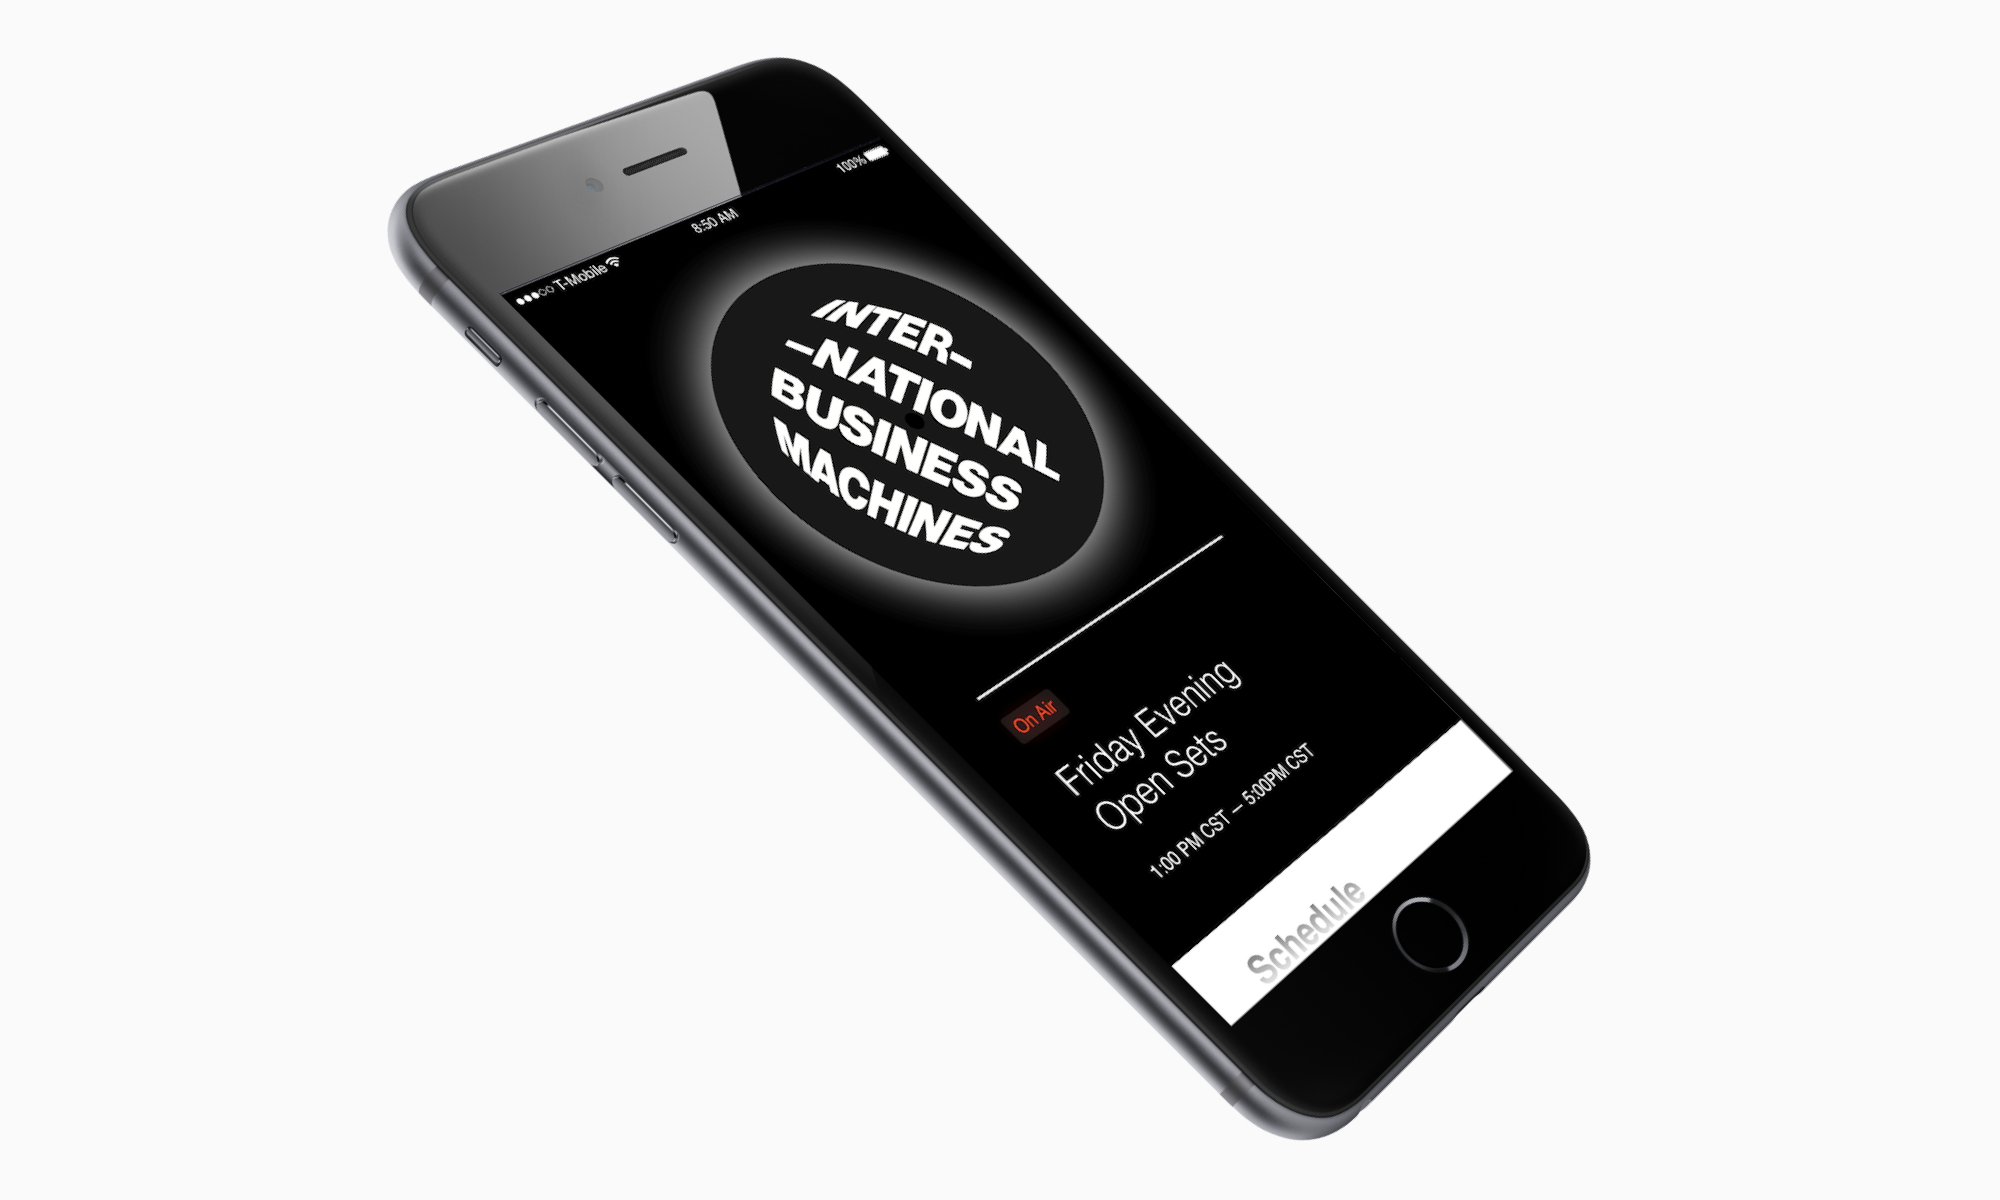 T-Mobile
8:50 AM
100%
INTER-
-NATIONAL
BUSINESS
MACHINES
On Air
Friday Evening
Open Sets
1:00 PM CST — 5:00PM CST
Schedule